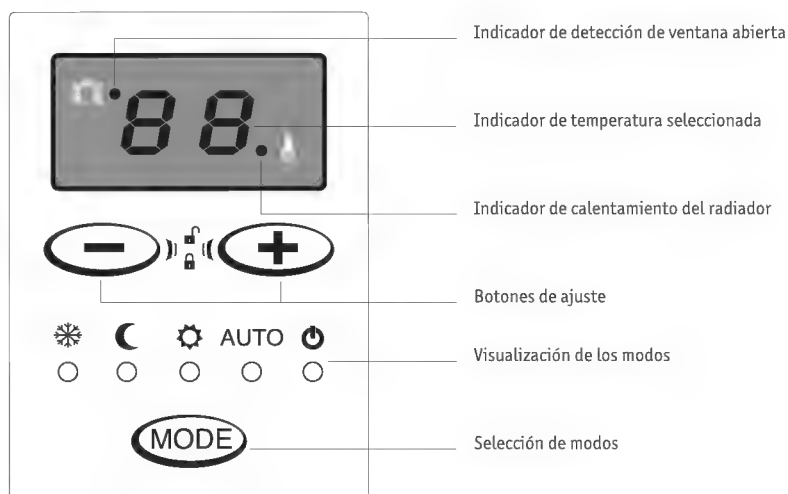 Indicador de detección de ventana abierta
88.
Indicador de temperatura seleccionada
Indicador de calentamiento del radiador
Botones de ajuste
AUTO
Visualización de los modos
MODE
Selección de modos